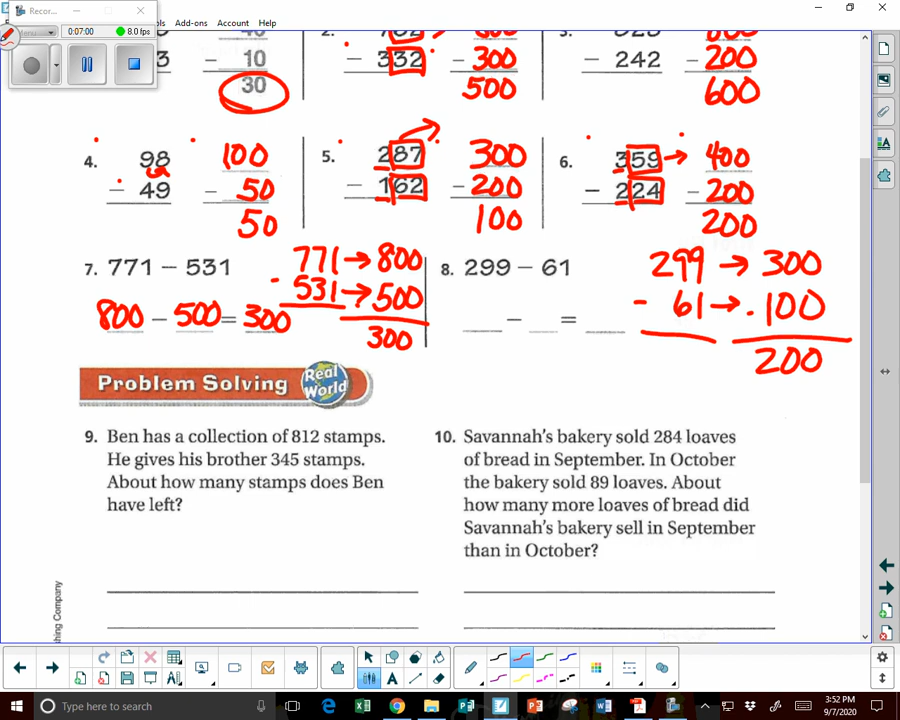 Recor...
Menu
0:07:00
8.0 fps
ols Add-ons Account Help
3
− 10
30
2.
− 332
− 300
500
3.
− 242
− 200
600
4. 98 100
− 49 − 50
50
5. 287 300
− 162 − 200
100
6. 359 → 400
− 224 − 200
200
7. 771 − 531
771 → 800
- 531 → 500
300
800 − 500 = 300
8. 299 − 61
299 → 300
- 61 → 100
200
___ − ___ = ___
Problem Solving Real World
9. Ben has a collection of 812 stamps.
He gives his brother 345 stamps.
About how many stamps does Ben
have left?
10. Savannah's bakery sold 284 loaves
of bread in September. In October
the bakery sold 89 loaves. About
how many more loaves of bread did
Savannah's bakery sell in September
than in October?
hing Company
Type here to search
3:52 PM
9/7/2020